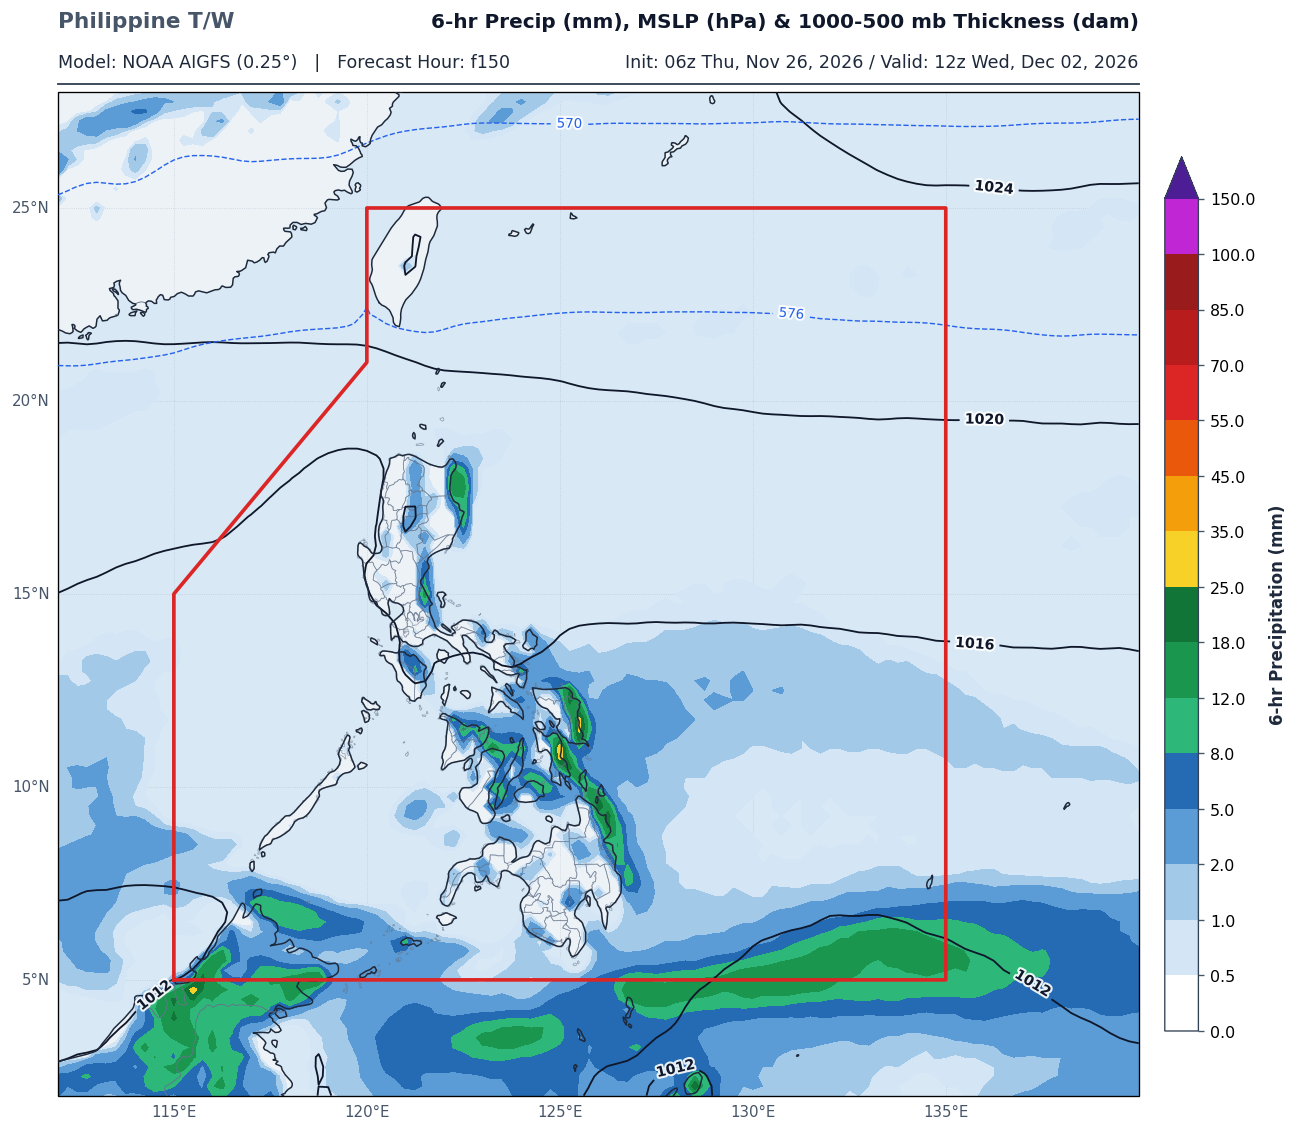 Philippine T/W
6-hr Precip (mm), MSLP (hPa) & 1000-500 mb Thickness (dam)
Model: NOAA AIGFS (0.25°) | Forecast Hour: f150
Init: 06z Thu, Nov 26, 2026 / Valid: 12z Wed, Dec 02, 2026
570
1024
25°N
576
20°N
1020
15°N
1016
10°N
5°N
1012
1012
1012
115°E
120°E
125°E
130°E
135°E
150.0
100.0
85.0
70.0
55.0
45.0
35.0
25.0
18.0
12.0
8.0
5.0
2.0
1.0
0.5
0.0
6-hr Precipitation (mm)